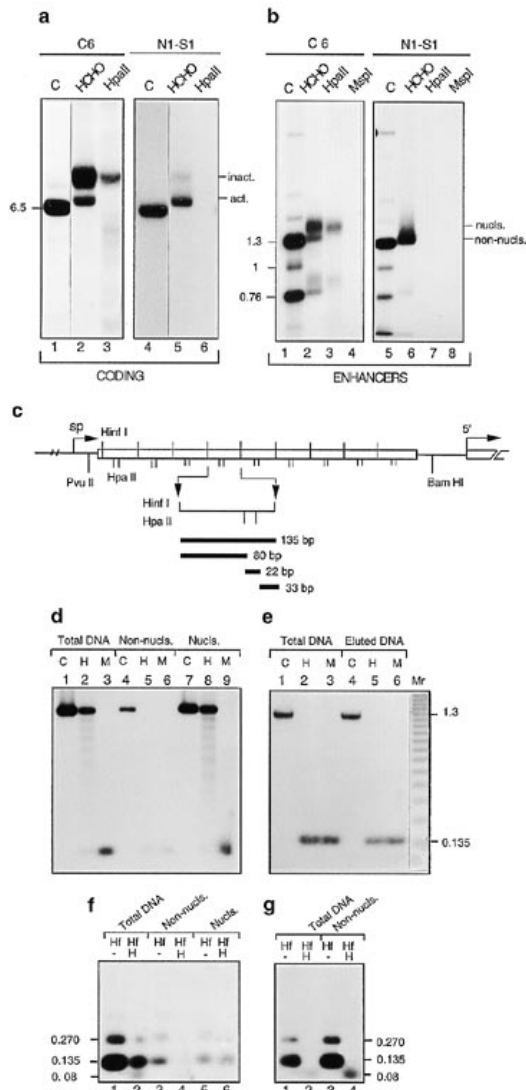 a
C6 N1-S1
C HCHO HpaII C HCHO HpaII
inact.
act.
6.5
1 2 3 4 5 6
CODING
b
C 6 N1-S1
C HCHO HpaII MspI C HCHO HpaII MspI
nucls.
non-nucls.
1.3
1
0.76
1 2 3 4 5 6 7 8
ENHANCERS
c
sp Hinf I 5'
Pvu II Hpa II Bam HI
Hinf I
Hpa II
135 bp
80 bp
22 bp
33 bp
d
Total DNA Non-nucls. Nucls.
C H M C H M C H M
1 2 3 4 5 6 7 8 9
e
Total DNA Eluted DNA
C H M C H M Mr
1 2 3 4 5 6
1.3
0.135
f
Total DNA Non-nucls. Nucls.
Hf Hf Hf Hf Hf Hf
- H H H
0.270
0.135
0.08
1 2 3 4 5 6
g
Total DNA Non-nucls.
Hf Hf Hf Hf
- H - H
0.270
0.135
0.08
1 2 3 4